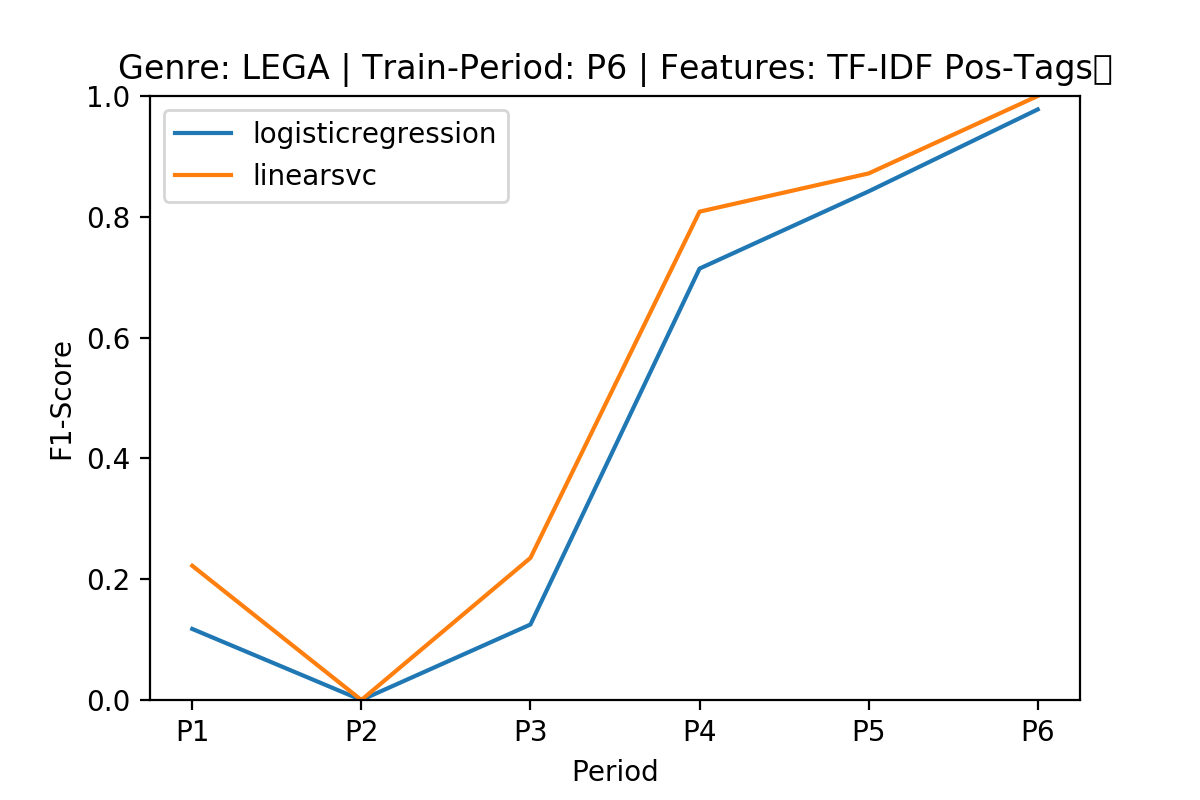 Genre: LEGA | Train-Period: P6 | Features: TF-IDF Pos-Tags
1.0
logisticregression
linearsvc
0.8
0.6
0.4
0.2
0.0
F1-Score
P1 P2 P3 P4 P5 P6
Period